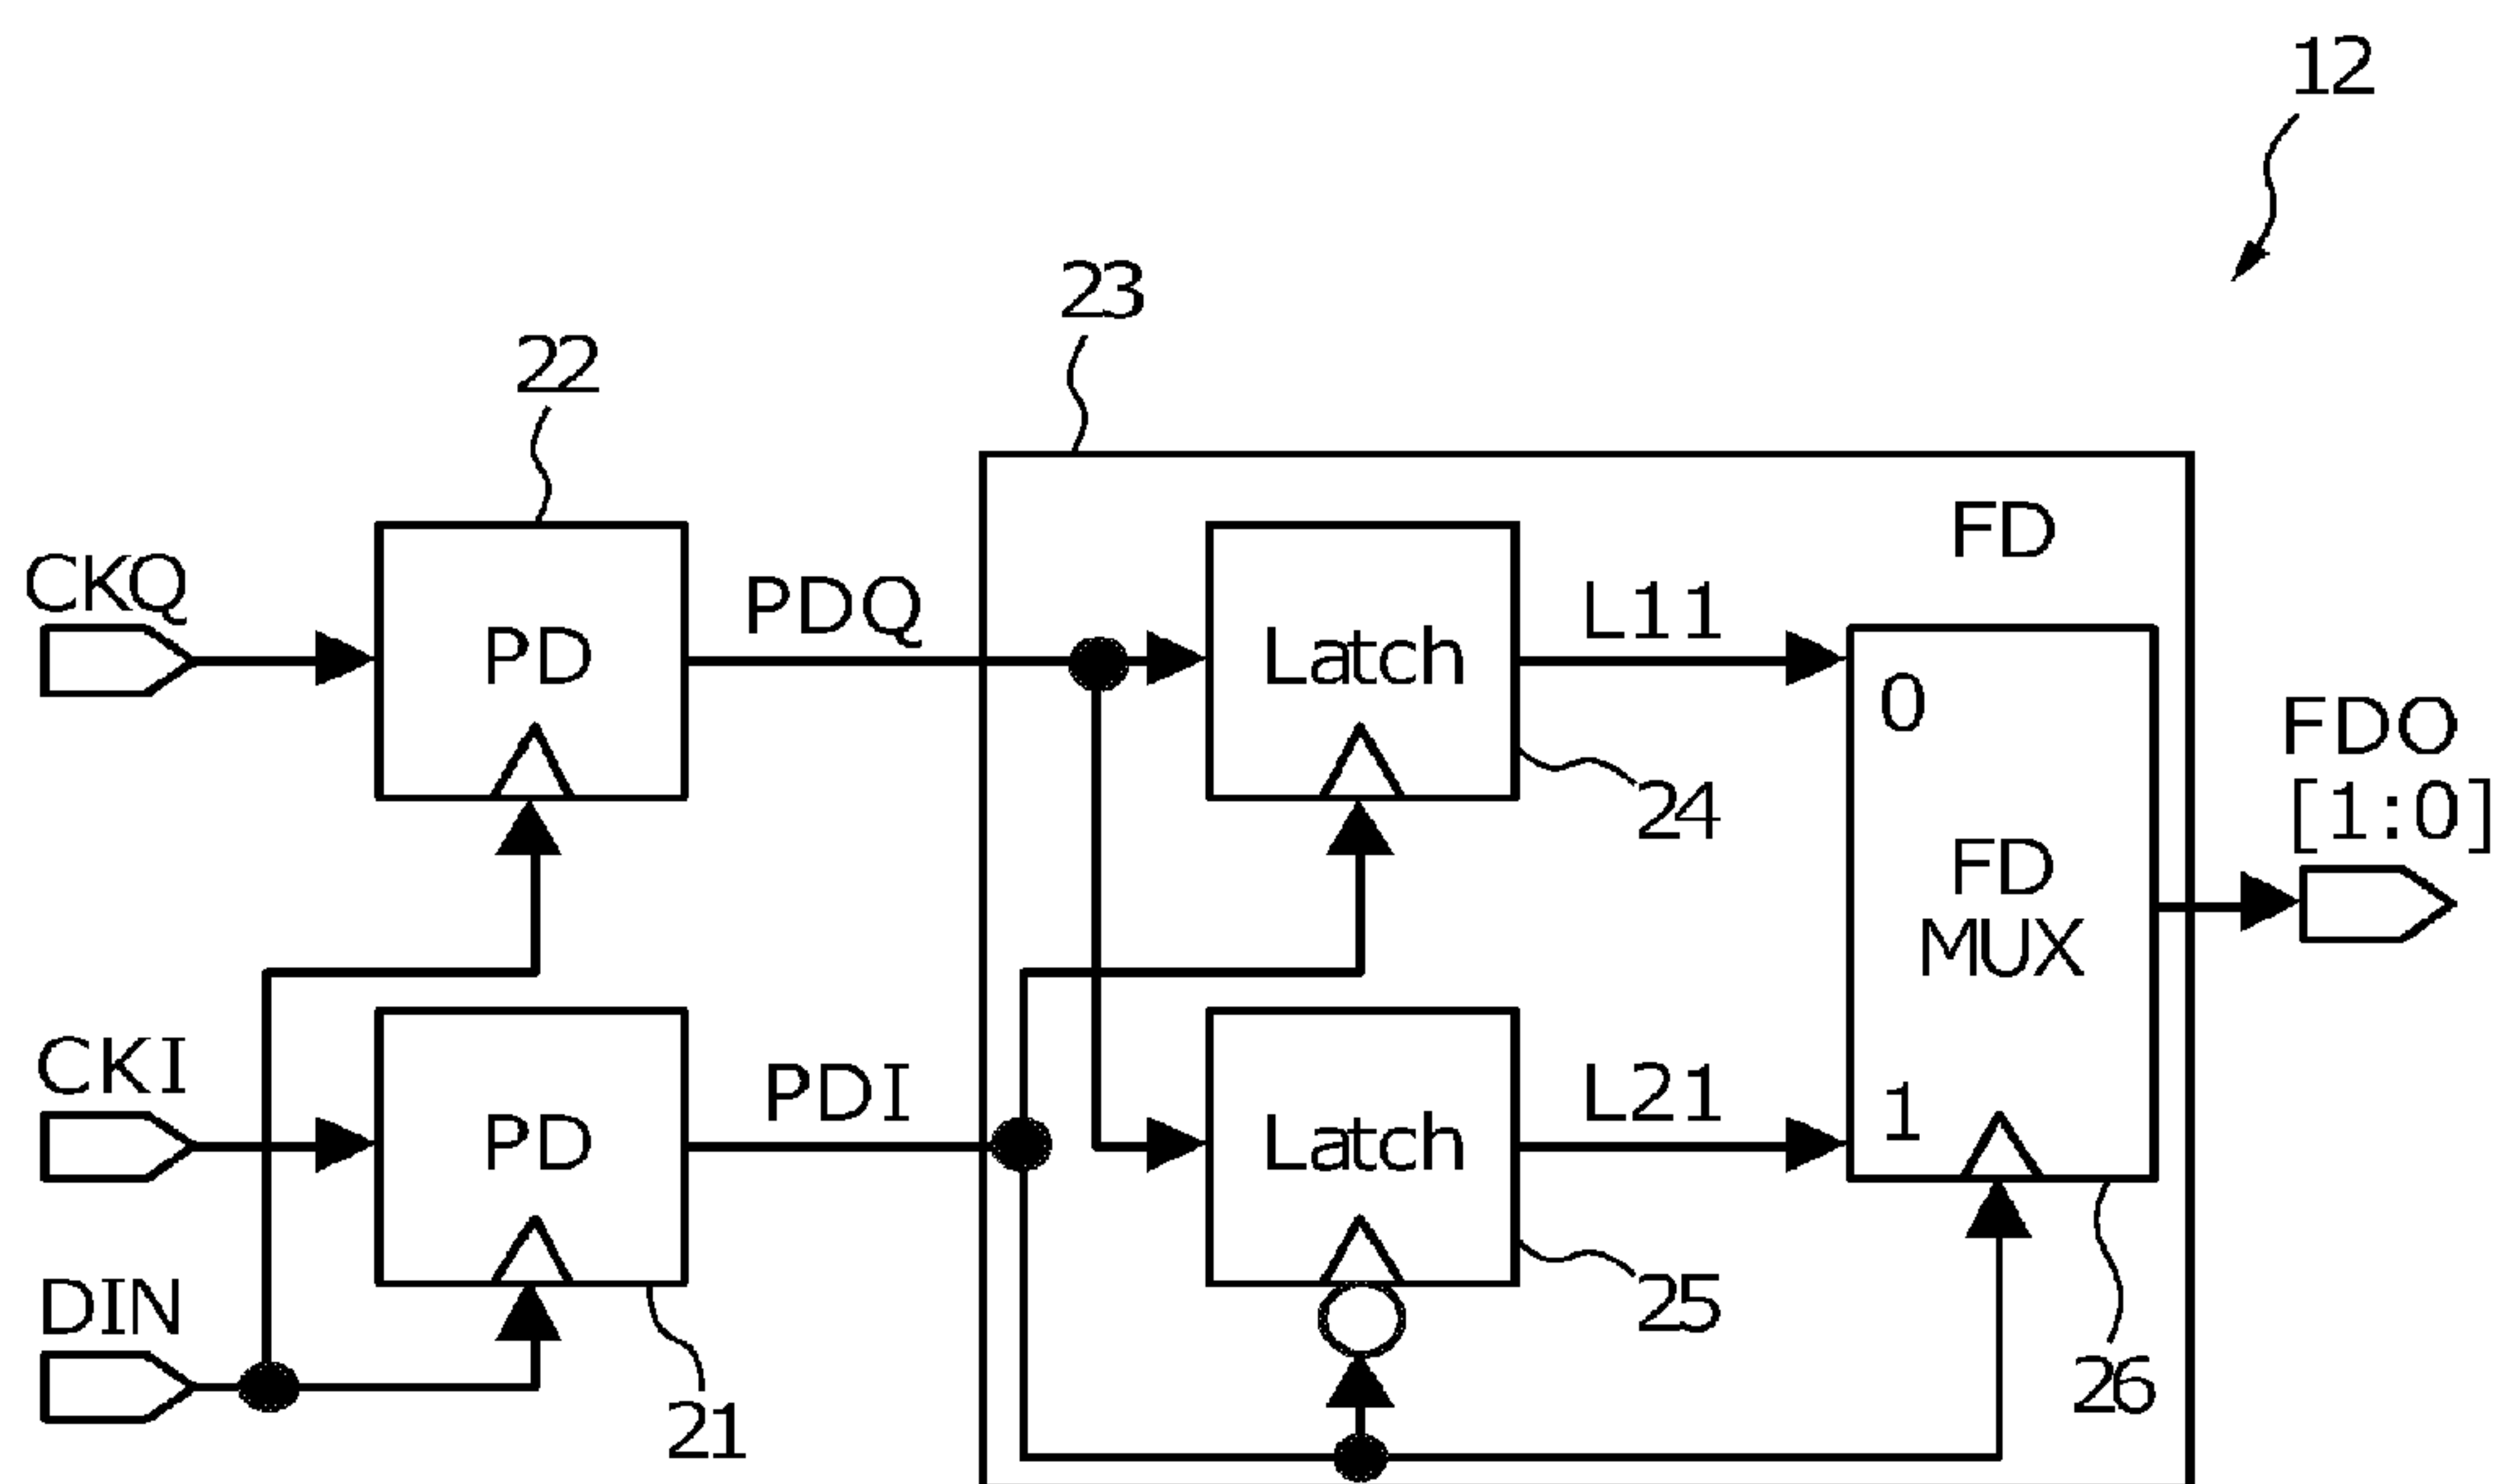 12
23
22
FD
CKQ
PDQ
L11
PD
Latch
0
FDO
[1:0]
24
FD
MUX
CKI
PDI
L21
1
PD
Latch
DIN
25
26
21